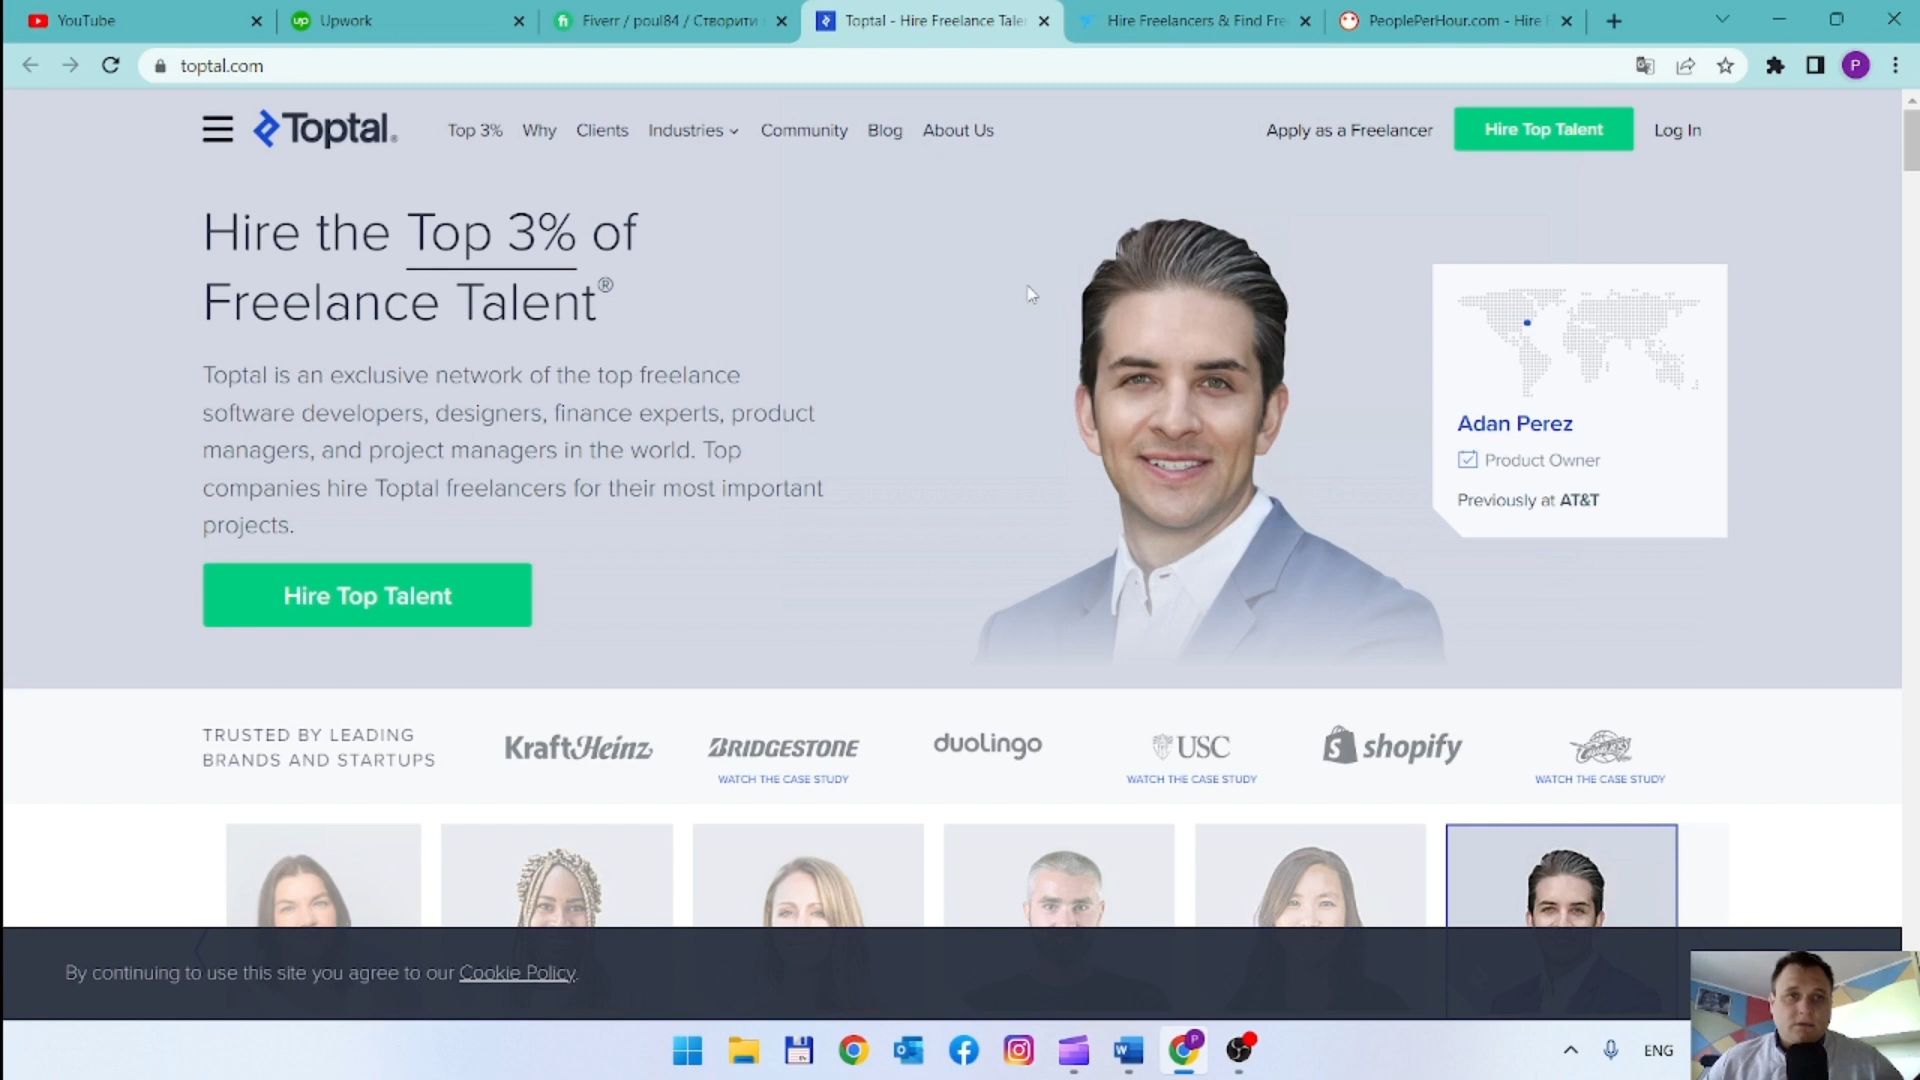 YouTube
Upwork
Fiverr / poul84 / Створити
Toptal - Hire Freelance Tale
Hire Freelancers & Find Fre
PeoplePerHour.com - Hire
toptal.com
P
Toptal
Top 3%
Why
Clients
Industries
Community
Blog
About Us
Apply as a Freelancer
Hire Top Talent
Log In
Hire the Top 3% of
Freelance Talent®
Toptal is an exclusive network of the top freelance
software developers, designers, finance experts, product
managers, and project managers in the world. Top
companies hire Toptal freelancers for their most important
projects.
Hire Top Talent
Adan Perez
Product Owner
Previously at AT&T
TRUSTED BY LEADING
BRANDS AND STARTUPS
KraftHeinz
BRIDGESTONE
WATCH THE CASE STUDY
duolingo
USC
WATCH THE CASE STUDY
shopify
WATCH THE CASE STUDY
By continuing to use this site you agree to our Cookie Policy.
ENG